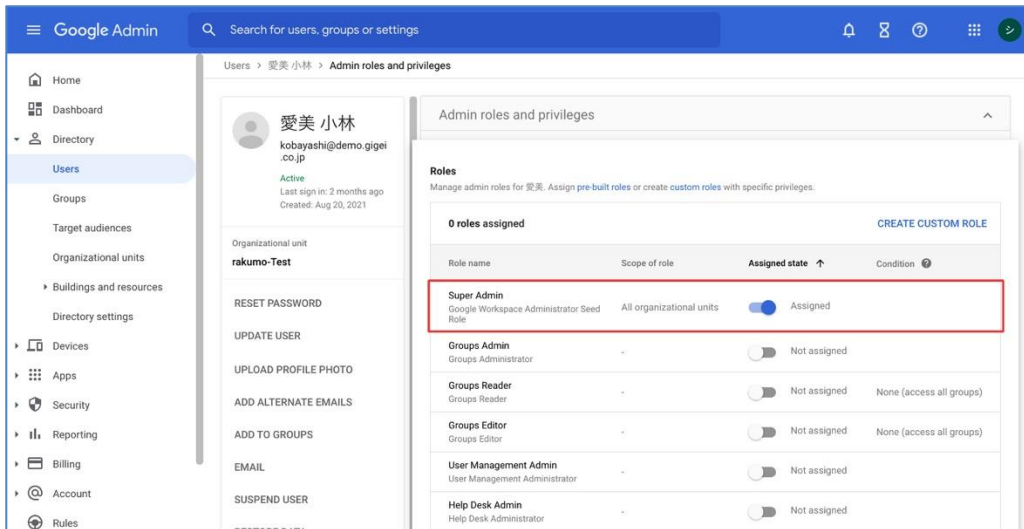 Google Admin
Search for users, groups or settings
シ
Users > 愛美 小林 > Admin roles and privileges
Home
Dashboard
Directory
Users
Groups
Target audiences
Organizational units
Buildings and resources
Directory settings
Devices
Apps
Security
Reporting
Billing
Account
Rules
愛美 小林
kobayashi@demo.gigei
.co.jp
Active
Last sign in: 2 months ago
Created: Aug 20, 2021
Organizational unit
rakumo-Test
RESET PASSWORD
UPDATE USER
UPLOAD PROFILE PHOTO
ADD ALTERNATE EMAILS
ADD TO GROUPS
EMAIL
SUSPEND USER
RESTORE DATA
Admin roles and privileges
Roles
Manage admin roles for 愛美. Assign pre-built roles or create custom roles with specific privileges.
0 roles assigned
CREATE CUSTOM ROLE
Role name Scope of role Assigned state Condition
Super Admin
Google Workspace Administrator Seed All organizational units Assigned
Role
Groups Admin
Groups Administrator - Not assigned
Groups Reader
Groups Reader - Not assigned None (access all groups)
Groups Editor
Groups Editor - Not assigned None (access all groups)
User Management Admin
User Management Administrator - Not assigned
Help Desk Admin
Help Desk Administrator - Not assigned